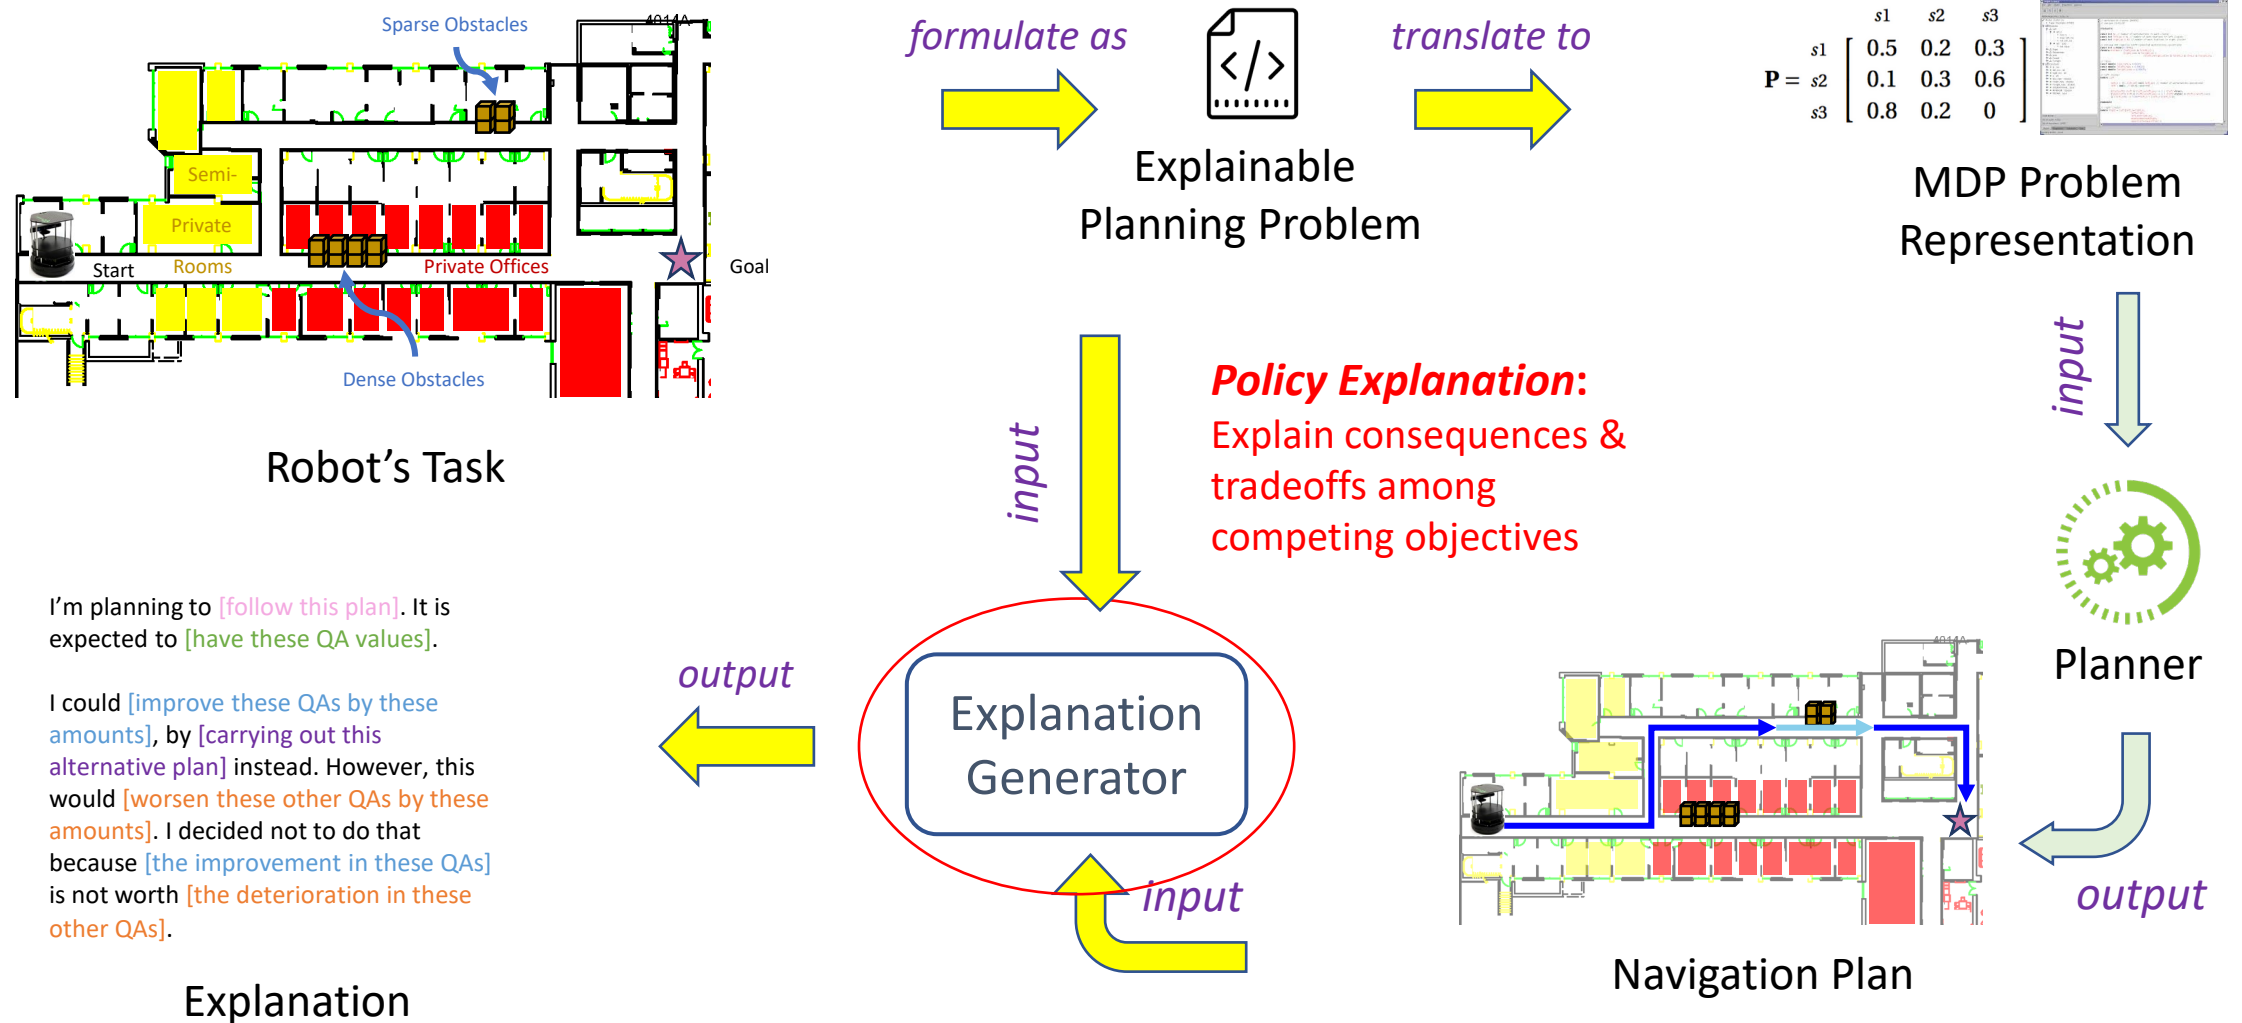 4014A
Sparse Obstacles
Semi-
Private
Start
Rooms
Private Offices
Goal
Dense Obstacles
Robot's Task
formulate as
Explainable
Planning Problem
translate to
s1 s2 s3
s1 0.5 0.2 0.3
P = s2 0.1 0.3 0.6
s3 0.8 0.2 0
MDP Problem
Representation
input
input
Policy Explanation:
Explain consequences &
tradeoffs among
competing objectives
Planner
output
4014A
Navigation Plan
input
Explanation
Generator
output
I'm planning to [follow this plan]. It is
expected to [have these QA values].
I could [improve these QAs by these
amounts], by [carrying out this
alternative plan] instead. However, this
would [worsen these other QAs by these
amounts]. I decided not to do that
because [the improvement in these QAs]
is not worth [the deterioration in these
other QAs].
Explanation